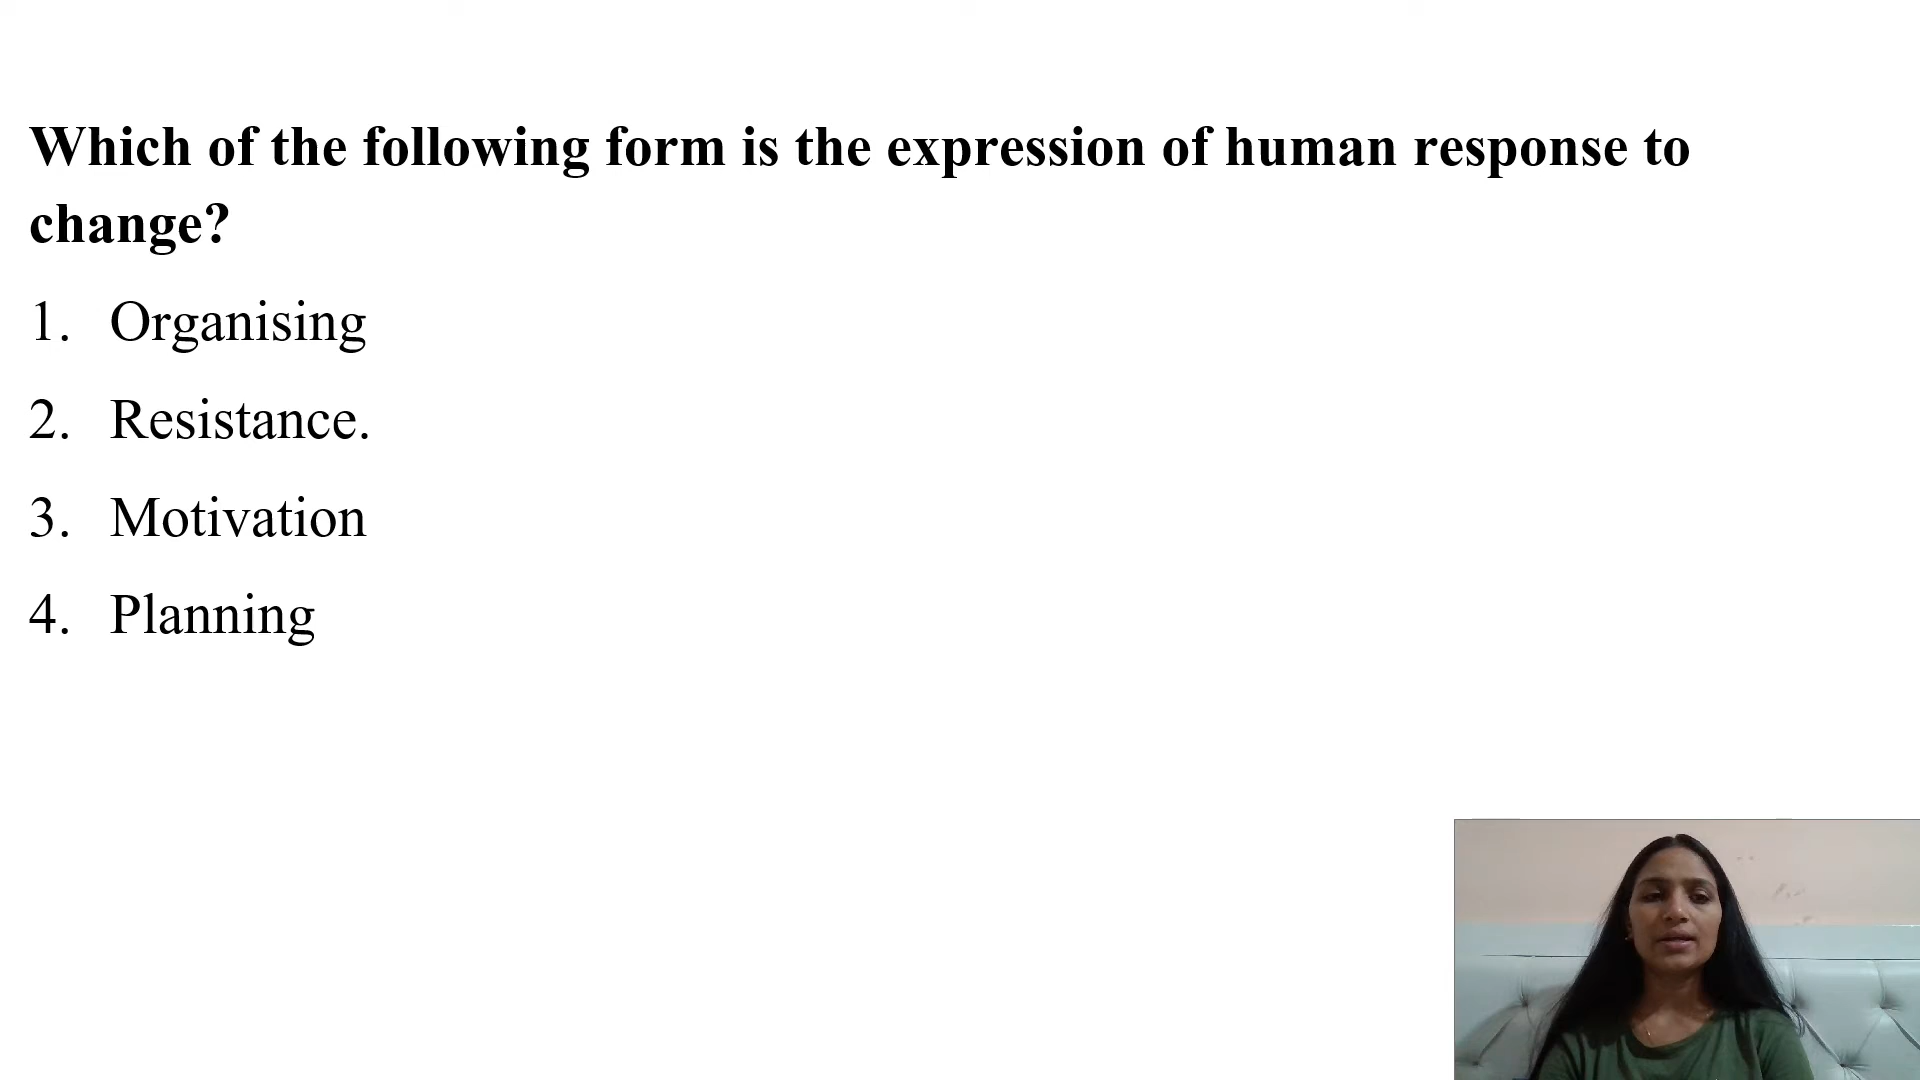 Which of the following form is the expression of human response to
change?
1. Organising
2. Resistance.
3. Motivation
4. Planning